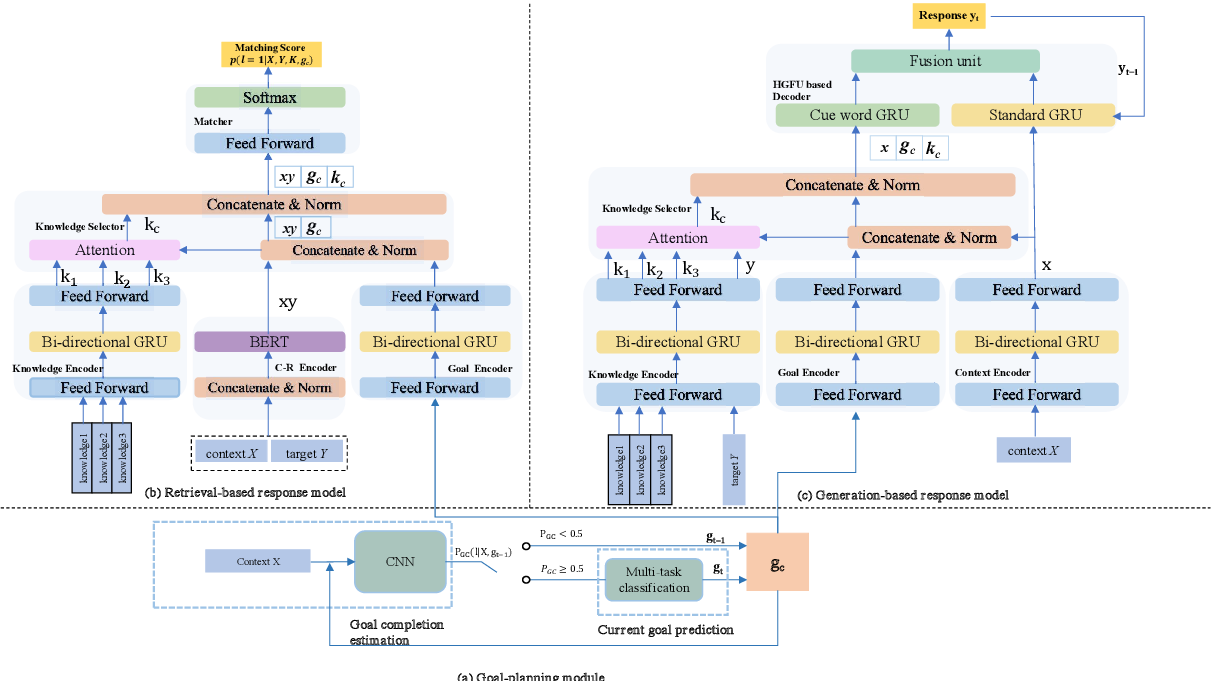 Matching Score
p(l = 1|X,Y,K,g_c)
Softmax
Matcher
Feed Forward
xy g_c k_c
Concatenate & Norm
Knowledge Selector
k_c
xy g_c
Attention
Concatenate & Norm
k_1 k_2 k_3
xy
Feed Forward
Feed Forward
Bi-directional GRU
BERT
Bi-directional GRU
Knowledge Encoder
C-R Encoder
Goal Encoder
Feed Forward
Concatenate & Norm
Feed Forward
knowledge1
knowledge2
knowledge3
context X
target Y
(b) Retrieval-based response model
Response y_t
Fusion unit
y_{t-1}
HGFU based
Decoder
Cue word GRU
Standard GRU
x g_c k_c
Concatenate & Norm
Knowledge Selector
k_c
Attention
Concatenate & Norm
k_1 k_2 k_3 y
x
Feed Forward
Feed Forward
Feed Forward
Bi-directional GRU
Bi-directional GRU
Bi-directional GRU
Knowledge Encoder
Goal Encoder
Context Encoder
Feed Forward
Feed Forward
Feed Forward
knowledge1
knowledge2
knowledge3
target Y
context X
(c) Generation-based response model
Context X
CNN
P_GC(l|X, g_{t-1})
P_GC < 0.5
g_{t-1}
P_GC ≥ 0.5
Multi-task
classification
g_t
g_c
Goal completion
estimation
Current goal prediction
(a) Goal-planning module